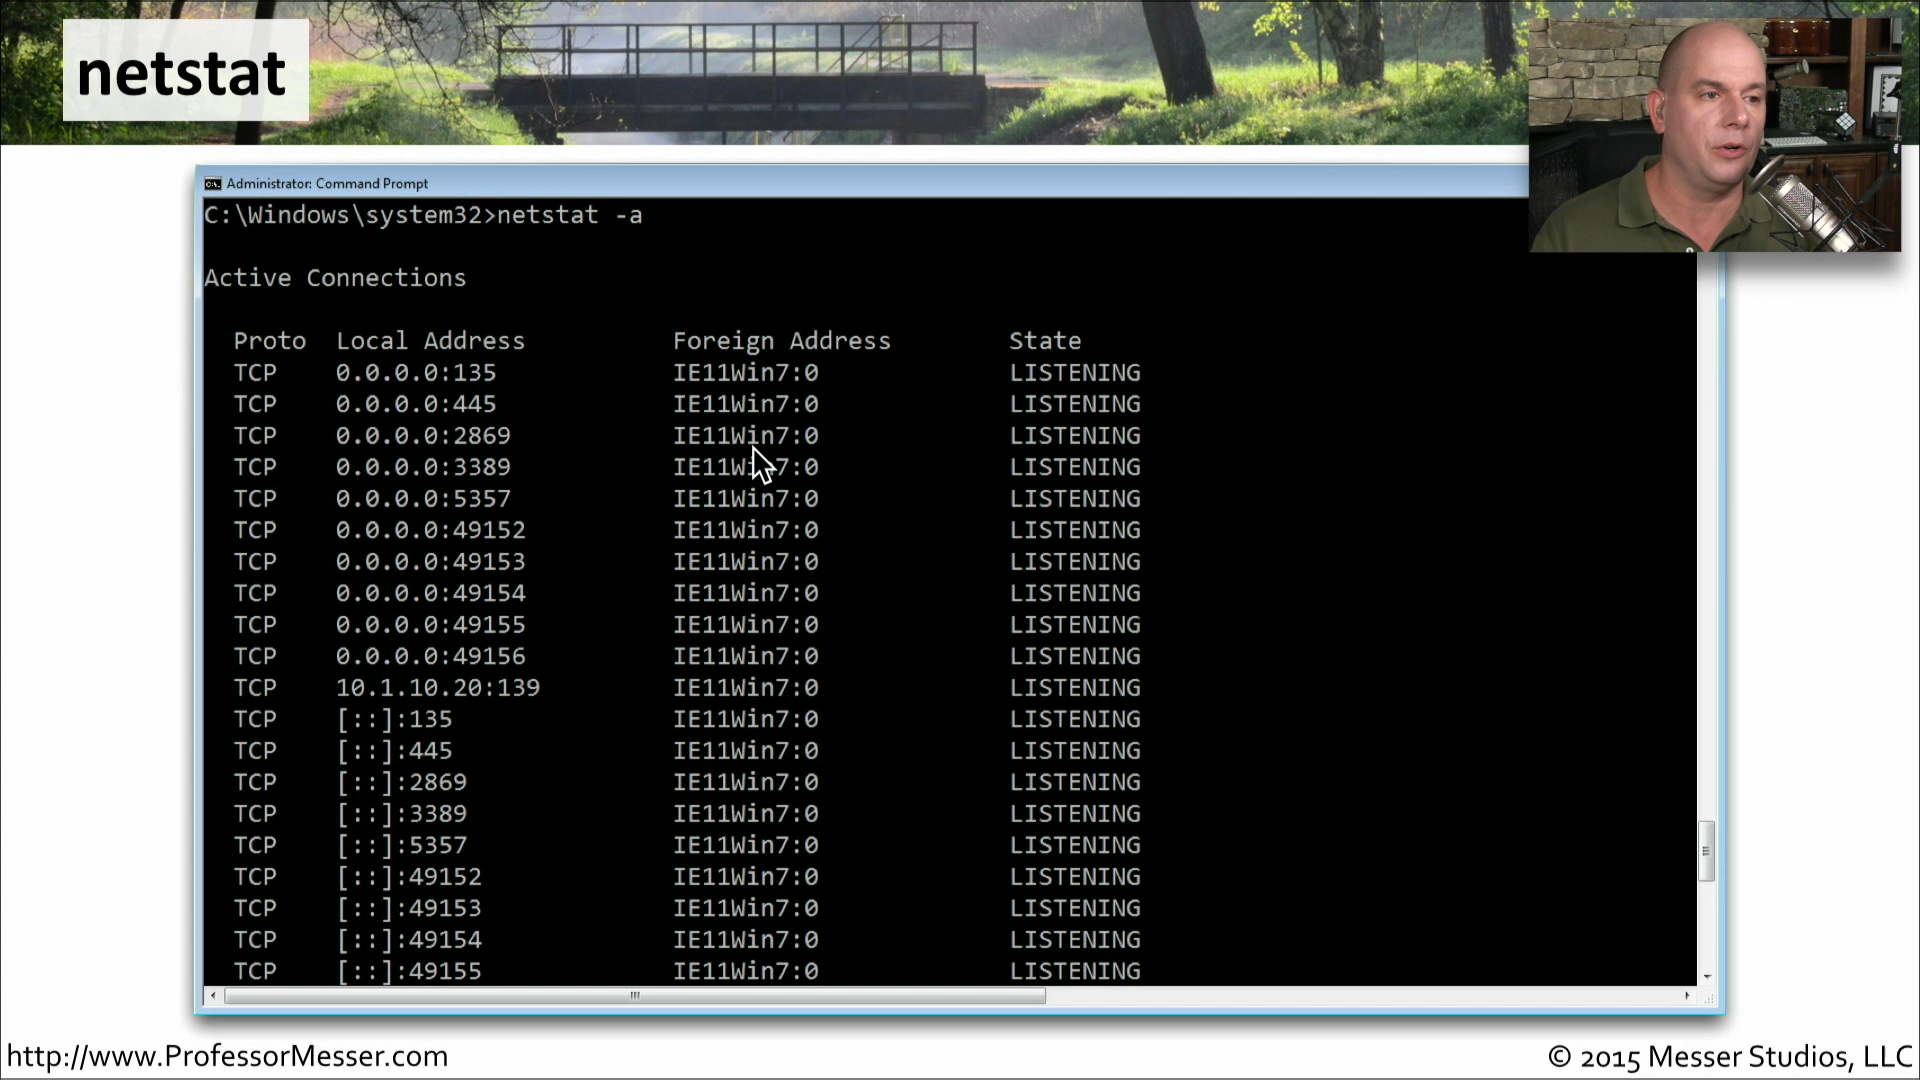 netstat
Administrator: Command Prompt
C:\Windows\system32>netstat -a
Active Connections
Proto Local Address Foreign Address State
TCP 0.0.0.0:135 IE11Win7:0 LISTENING
TCP 0.0.0.0:445 IE11Win7:0 LISTENING
TCP 0.0.0.0:2869 IE11Win7:0 LISTENING
TCP 0.0.0.0:3389 IE11Win7:0 LISTENING
TCP 0.0.0.0:5357 IE11Win7:0 LISTENING
TCP 0.0.0.0:49152 IE11Win7:0 LISTENING
TCP 0.0.0.0:49153 IE11Win7:0 LISTENING
TCP 0.0.0.0:49154 IE11Win7:0 LISTENING
TCP 0.0.0.0:49155 IE11Win7:0 LISTENING
TCP 0.0.0.0:49156 IE11Win7:0 LISTENING
TCP 10.1.10.20:139 IE11Win7:0 LISTENING
TCP [::]:135 IE11Win7:0 LISTENING
TCP [::]:445 IE11Win7:0 LISTENING
TCP [::]:2869 IE11Win7:0 LISTENING
TCP [::]:3389 IE11Win7:0 LISTENING
TCP [::]:5357 IE11Win7:0 LISTENING
TCP [::]:49152 IE11Win7:0 LISTENING
TCP [::]:49153 IE11Win7:0 LISTENING
TCP [::]:49154 IE11Win7:0 LISTENING
TCP [::]:49155 IE11Win7:0 LISTENING
http://www.ProfessorMesser.com
© 2015 Messer Studios, LLC